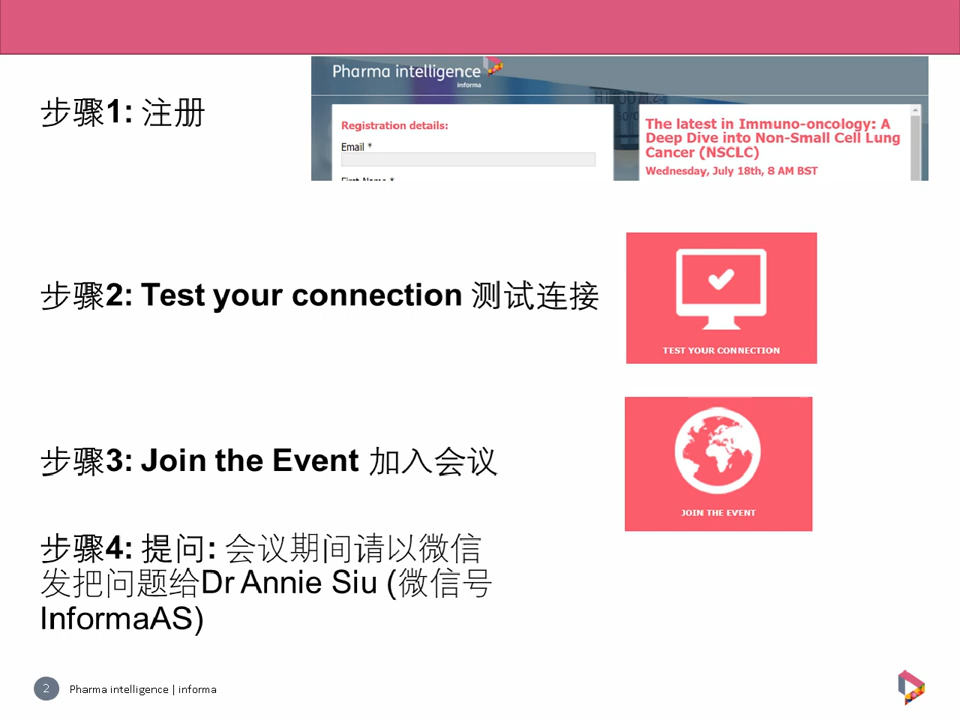 步骤1: 注册
Pharma intelligence
informa
Registration details:
Email *
First Name *
The latest in Immuno-oncology: A
Deep Dive into Non-Small Cell Lung
Cancer (NSCLC)
Wednesday, July 18th, 8 AM BST
步骤2: Test your connection 测试连接
TEST YOUR CONNECTION
步骤3: Join the Event 加入会议
JOIN THE EVENT
步骤4: 提问: 会议期间请以微信
发把问题给Dr Annie Siu (微信号
InformaAS)
2
Pharma intelligence | informa